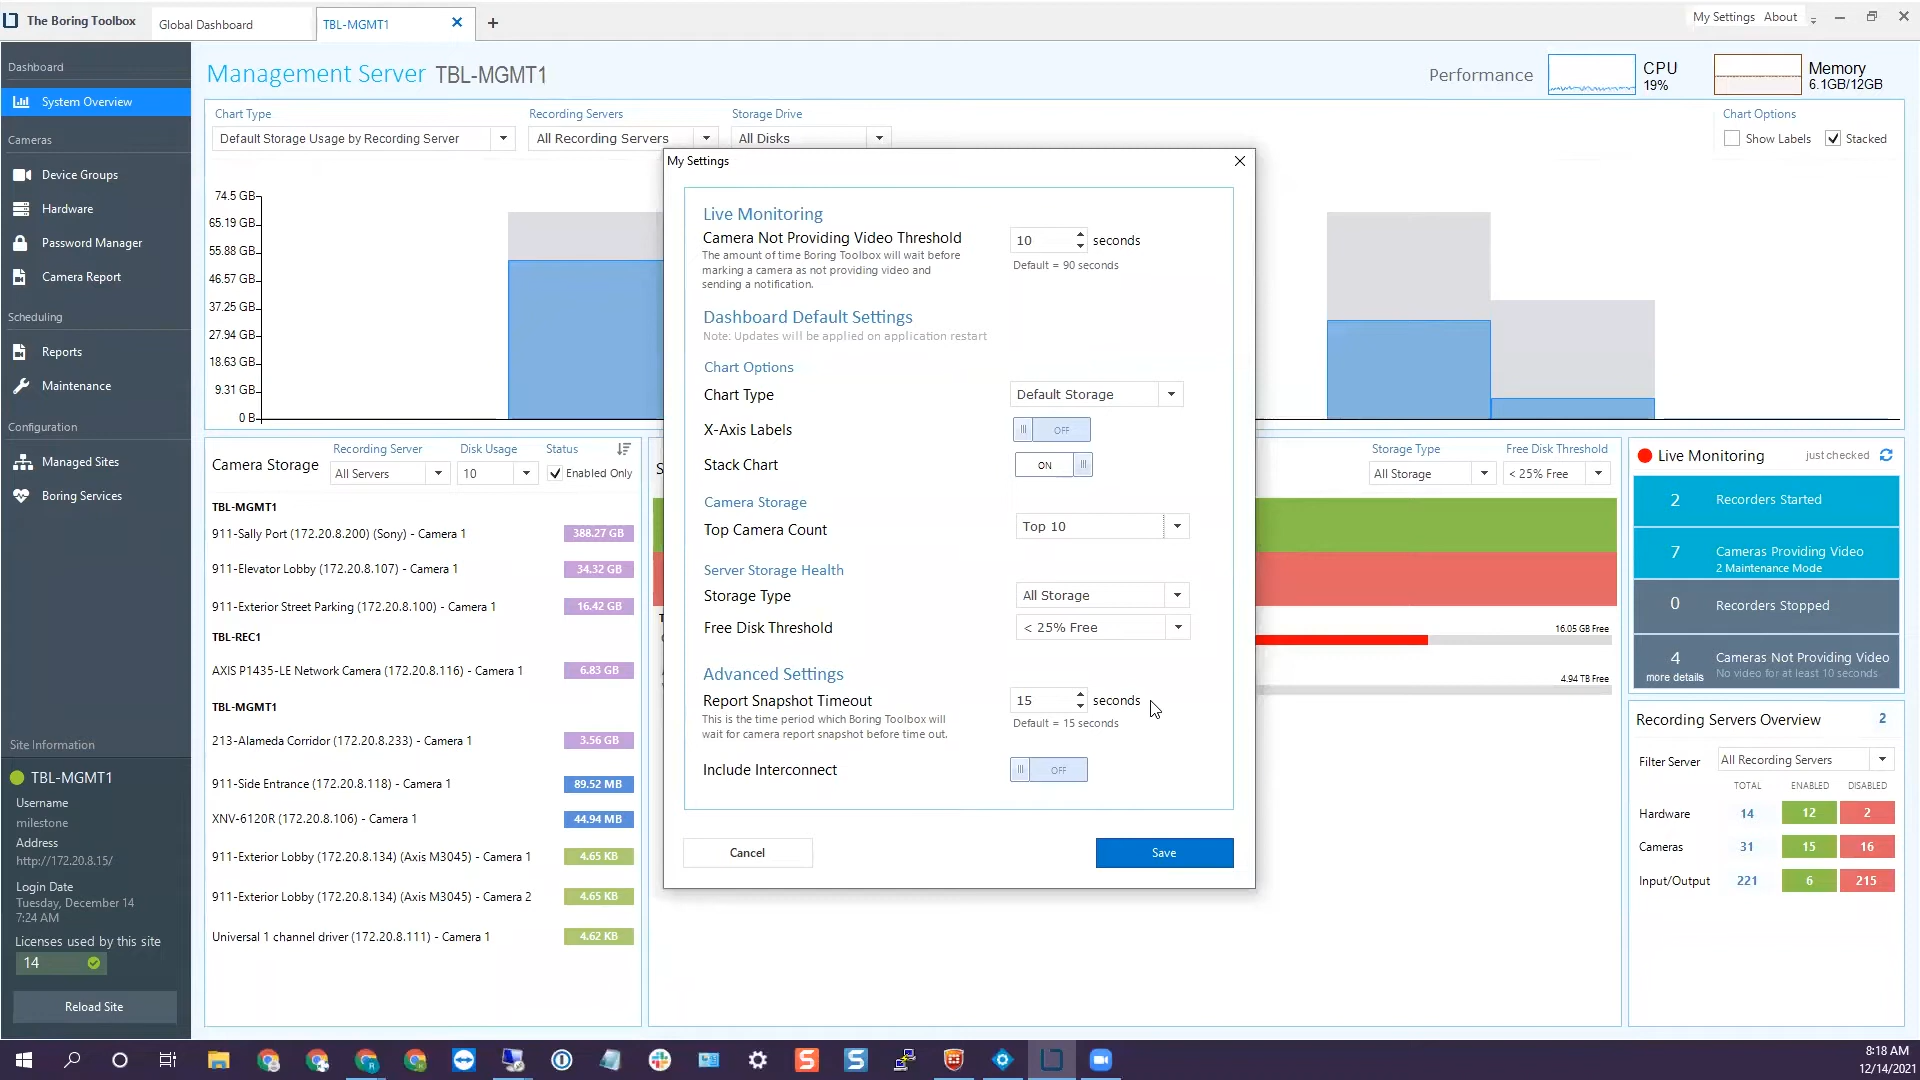 The Boring Toolbox
Global Dashboard
TBL-MGMT1
My Settings
About
Dashboard
System Overview
Cameras
Device Groups
Hardware
Password Manager
Camera Report
Scheduling
Reports
Maintenance
Configuration
Managed Sites
Boring Services
Site Information
TBL-MGMT1
Username
milestone
Address
http://172.20.8.15/
Login Date
Tuesday, December 14
7:24 AM
Licenses used by this site
14
Reload Site
Management Server TBL-MGMT1
Performance
CPU
19%
Memory
6.1GB/12GB
Chart Type
Default Storage Usage by Recording Server
Recording Servers
All Recording Servers
Storage Drive
All Disks
Chart Options
Show Labels
Stacked
74.5 GB
65.19 GB
55.88 GB
46.57 GB
37.25 GB
27.94 GB
18.63 GB
9.31 GB
0 B
Camera Storage
Recording Server
All Servers
Disk Usage
10
Status
Enabled Only
TBL-MGMT1
911-Sally Port (172.20.8.200) (Sony) - Camera 1 388.27 GB
911-Elevator Lobby (172.20.8.107) - Camera 1 34.32 GB
911-Exterior Street Parking (172.20.8.100) - Camera 1 16.42 GB
TBL-REC1
AXIS P1435-LE Network Camera (172.20.8.116) - Camera 1 6.83 GB
TBL-MGMT1
213-Alameda Corridor (172.20.8.233) - Camera 1 3.56 GB
911-Side Entrance (172.20.8.118) - Camera 1 89.52 MB
XNV-6120R (172.20.8.106) - Camera 1 44.94 MB
911-Exterior Lobby (172.20.8.134) (Axis M3045) - Camera 1 4.65 KB
911-Exterior Lobby (172.20.8.134) (Axis M3045) - Camera 2 4.65 KB
Universal 1 channel driver (172.20.8.111) - Camera 1 4.62 KB
My Settings
Live Monitoring
Camera Not Providing Video Threshold
10 seconds
The amount of time Boring Toolbox will wait before
marking a camera as not providing video and
sending a notification.
Default = 90 seconds
Dashboard Default Settings
Note: Updates will be applied on application restart
Chart Options
Chart Type
Default Storage
X-Axis Labels
OFF
Stack Chart
ON
Camera Storage
Top Camera Count
Top 10
Server Storage Health
Storage Type
All Storage
Free Disk Threshold
< 25% Free
Advanced Settings
Report Snapshot Timeout
15 seconds
This is the time period which Boring Toolbox will
wait for camera report snapshot before time out.
Default = 15 seconds
Include Interconnect
OFF
Cancel
Save
Storage Type
All Storage
Free Disk Threshold
< 25% Free
16.05 GB Free
4.94 TB Free
Live Monitoring
just checked
2 Recorders Started
7 Cameras Providing Video
2 Maintenance Mode
0 Recorders Stopped
4 Cameras Not Providing Video
more details No video for at least 10 seconds
Recording Servers Overview 2
Filter Server All Recording Servers
TOTAL ENABLED DISABLED
Hardware 14 12 2
Cameras 31 15 16
Input/Output 221 6 215
8:18 AM
12/14/2021